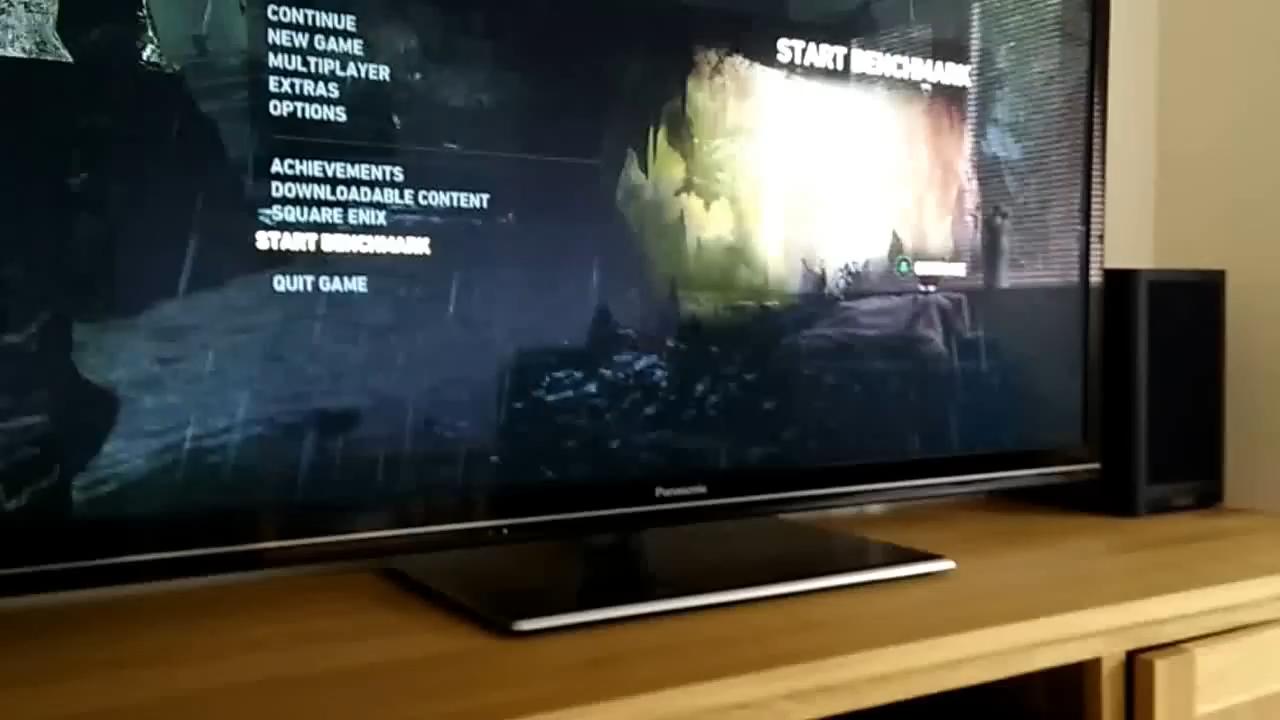 CONTINUE
NEW GAME
MULTIPLAYER
EXTRAS
OPTIONS
ACHIEVEMENTS
DOWNLOADABLE CONTENT
SQUARE ENIX
START BENCHMARK
QUIT GAME
START BENCHMARK
Panasonic